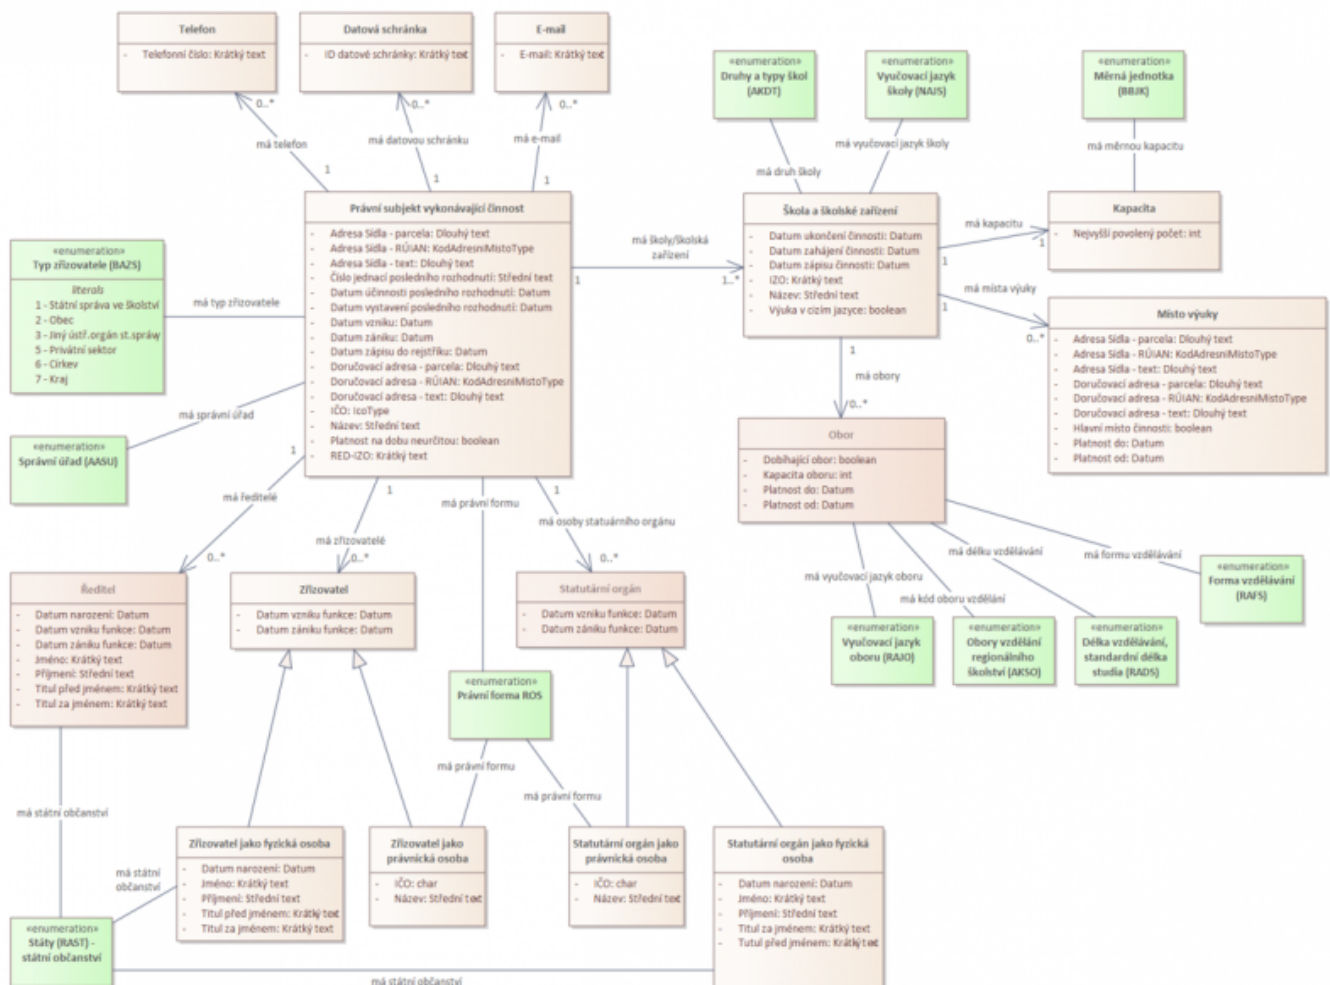 Telefon
- Telefonní číslo: Krátký text
Datová schránka
- ID datové schránky: Krátký text
E-mail
- E-mail: Krátký text
0..*
0..*
0..*
má telefon
má datovou schránku
má e-mail
1
1
1
«enumeration»
Druhy a typy škol
(AKDT)
«enumeration»
Vyučovací jazyk
školy (NAJS)
«enumeration»
Měrná jednotka
(BBJK)
má druh školy
má vyučovací jazyk školy
má měrnou kapacitu
Právní subjekt vykonávající činnost
- Adresa Sídla - parcela: Dlouhý text
- Adresa Sídla - RÚIAN: KodAdresniMistoType
- Adresa Sídla - text: Dlouhý text
- Číslo jednací posledního rozhodnutí: Střední text
- Datum účinnosti posledního rozhodnutí: Datum
- Datum vystavení posledního rozhodnutí: Datum
- Datum vzniku: Datum
- Datum zániku: Datum
- Datum zápisu do rejstříku: Datum
- Doručovací adresa - parcela: Dlouhý text
- Doručovací adresa - RÚIAN: KodAdresniMistoType
- Doručovací adresa - text: Dlouhý text
- IČO: IcoType
- Název: Střední text
- Platnost na dobu neurčitou: boolean
- RED-IZO: Krátký text
má školy/školská
zařízení
1
1..*
Škola a školské zařízení
- Datum ukončení činnosti: Datum
- Datum zahájení činnosti: Datum
- Datum zápisu činnosti: Datum
- IZO: Krátký text
- Název: Střední text
- Výuka v cizím jazyce: boolean
má kapacitu
1
1
Kapacita
- Nejvyšší povolený počet: int
má místa výuky
1
0..*
Místo výuky
- Adresa Sídla - parcela: Dlouhý text
- Adresa Sídla - RÚIAN: KodAdresniMistoType
- Adresa Sídla - text: Dlouhý text
- Doručovací adresa - parcela: Dlouhý text
- Doručovací adresa - RÚIAN: KodAdresniMistoType
- Doručovací adresa - text: Dlouhý text
- Hlavní místo činnosti: boolean
- Platnost do: Datum
- Platnost od: Datum
«enumeration»
Typ zřizovatele (BAZS)
literals
1 - Státní správa ve školství
2 - Obec
3 - Jiný ústř.orgán st.správy
5 - Privátní sektor
6 - Církev
7 - Kraj
má typ zřizovatele
má správní úřad
«enumeration»
Správní úřad (AASU)
1
má obory
0..*
Obor
- Dobíhající obor: boolean
- Kapacita oboru: int
- Platnost do: Datum
- Platnost od: Datum
1
má ředitelé
0..*
1
má zřizovatelé
0..*
má právní formu
1
má osoby statuárního orgánu
0..*
má vyučovací jazyk oboru
má kód oboru vzdělání
má délku vzdělávání
má formu vzdělávání
«enumeration»
Vyučovací jazyk
oboru (RAJO)
«enumeration»
Obory vzdělání
regionálního
školství (AKSO)
«enumeration»
Délka vzdělávání,
standardní délka
studia (RADS)
«enumeration»
Forma vzdělávání
(RAFS)
Ředitel
- Datum narození: Datum
- Datum vzniku funkce: Datum
- Datum zániku funkce: Datum
- Jméno: Krátký text
- Příjmení: Střední text
- Titul před jménem: Krátký text
- Titul za jménem: Krátký text
Zřizovatel
- Datum vzniku funkce: Datum
- Datum zániku funkce: Datum
Statutární orgán
- Datum vzniku funkce: Datum
- Datum zániku funkce: Datum
«enumeration»
Právní forma ROS
má právní formu
má právní formu
má státní občanství
má státní
občanství
Zřizovatel jako fyzická osoba
- Datum narození: Datum
- Jméno: Krátký text
- Příjmení: Střední text
- Titul před jménem: Krátký text
- Titul za jménem: Krátký text
Zřizovatel jako
právnická osoba
- IČO: char
- Název: Střední text
Statutární orgán jako
právnická osoba
- IČO: char
- Název: Střední text
Statutární orgán jako fyzická
osoba
- Datum narození: Datum
- Jméno: Krátký text
- Příjmení: Střední text
- Titul za jménem: Krátký text
- Tutul před jménem: Krátký text
«enumeration»
Státy (RAST) -
státní občanství
má státní občanství